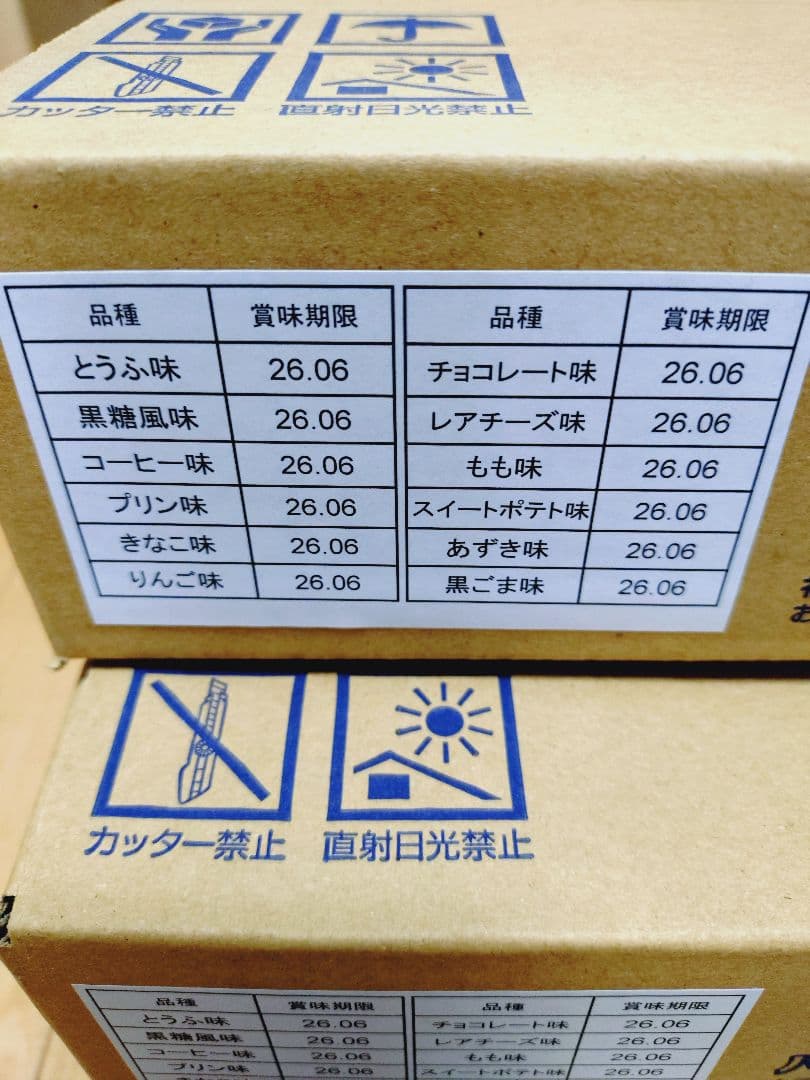 カッター禁止 直射日光禁止
品種 賞味期限 品種 賞味期限
とうふ味 26.06 チョコレート味 26.06
黒糖風味 26.06 レアチーズ味 26.06
コーヒー味 26.06 もも味 26.06
プリン味 26.06 スイートポテト味 26.06
きなこ味 26.06 あずき味 26.06
りんご味 26.06 黒ごま味 26.06
お
カッター禁止 直射日光禁止
品種 賞味期限 品種 賞味期限
とうふ味 26.06 チョコレート味 26.06
黒糖風味 26.06 レアチーズ味 26.06
コーヒー味 26.06 もも味 26.06
プリン味 26.06 スイートポテト味 26.06